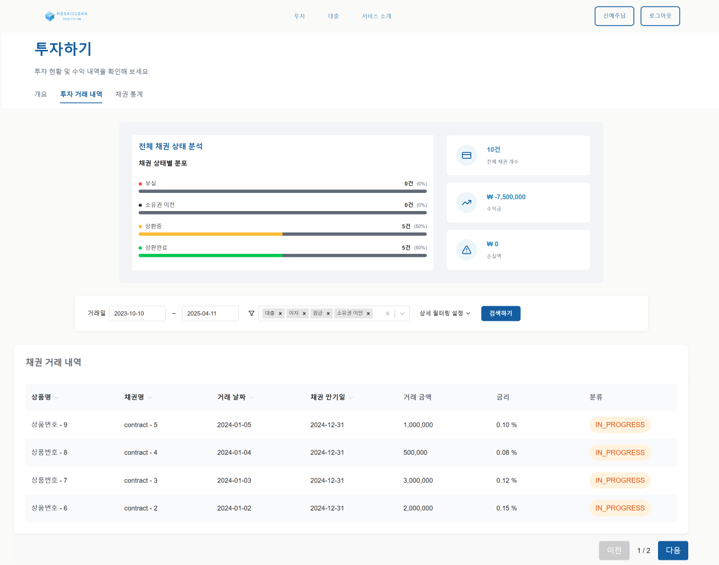 MOSAICLEAN
투자
대출
서비스 소개
신예주님
로그아웃
투자하기
투자 현황 및 수익 내역을 확인해 보세요
개요
투자 거래 내역
채권 통계
전체 채권 상태 분석
채권 상태별 분포
부실 0건 (0%)
소유권 이전 0건 (0%)
상환중 5건 (50%)
상환완료 5건 (50%)
10건
전체 채권 개수
₩ -7,500,000
수익금
₩ 0
손실액
거래일 2023-10-10 ~ 2025-04-11 대출 × 이자 × 원금 × 소유권 이전 × 상세 필터링 설정 검색하기
채권 거래 내역
상품명 채권명 거래 날짜 채권 만기일 거래 금액 금리 분류
상품번호 - 9 contract - 5 2024-01-05 2024-12-31 1,000,000 0.10 % IN_PROGRESS
상품번호 - 8 contract - 4 2024-01-04 2024-12-31 500,000 0.08 % IN_PROGRESS
상품번호 - 7 contract - 3 2024-01-03 2024-12-31 3,000,000 0.12 % IN_PROGRESS
상품번호 - 6 contract - 2 2024-01-02 2024-12-31 2,000,000 0.15 % IN_PROGRESS
이전 1 / 2 다음